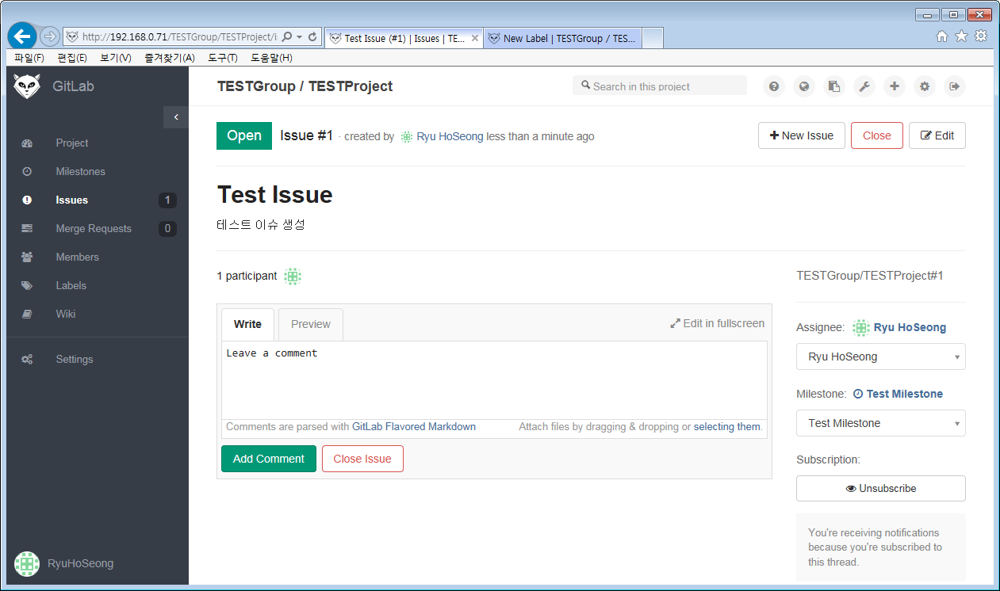 http://192.168.0.71/TESTGroup/TESTProject/i
Test Issue (#1) | Issues | TE...
New Label | TESTGroup / TES...
파일(F) 편집(E) 보기(V) 즐겨찾기(A) 도구(T) 도움말(H)
GitLab
TESTGroup / TESTProject
Search in this project
Project
Milestones
Issues 1
Merge Requests 0
Members
Labels
Wiki
Settings
RyuHoSeong
Open Issue #1 · created by Ryu HoSeong less than a minute ago
New Issue
Close
Edit
Test Issue
테스트 이슈 생성
1 participant
Write
Preview
Edit in fullscreen
Leave a comment
Comments are parsed with GitLab Flavored Markdown
Attach files by dragging & dropping or selecting them.
Add Comment
Close Issue
TESTGroup/TESTProject#1
Assignee: Ryu HoSeong
Ryu HoSeong
Milestone: Test Milestone
Test Milestone
Subscription:
Unsubscribe
You're receiving notifications
because you're subscribed to
this thread.